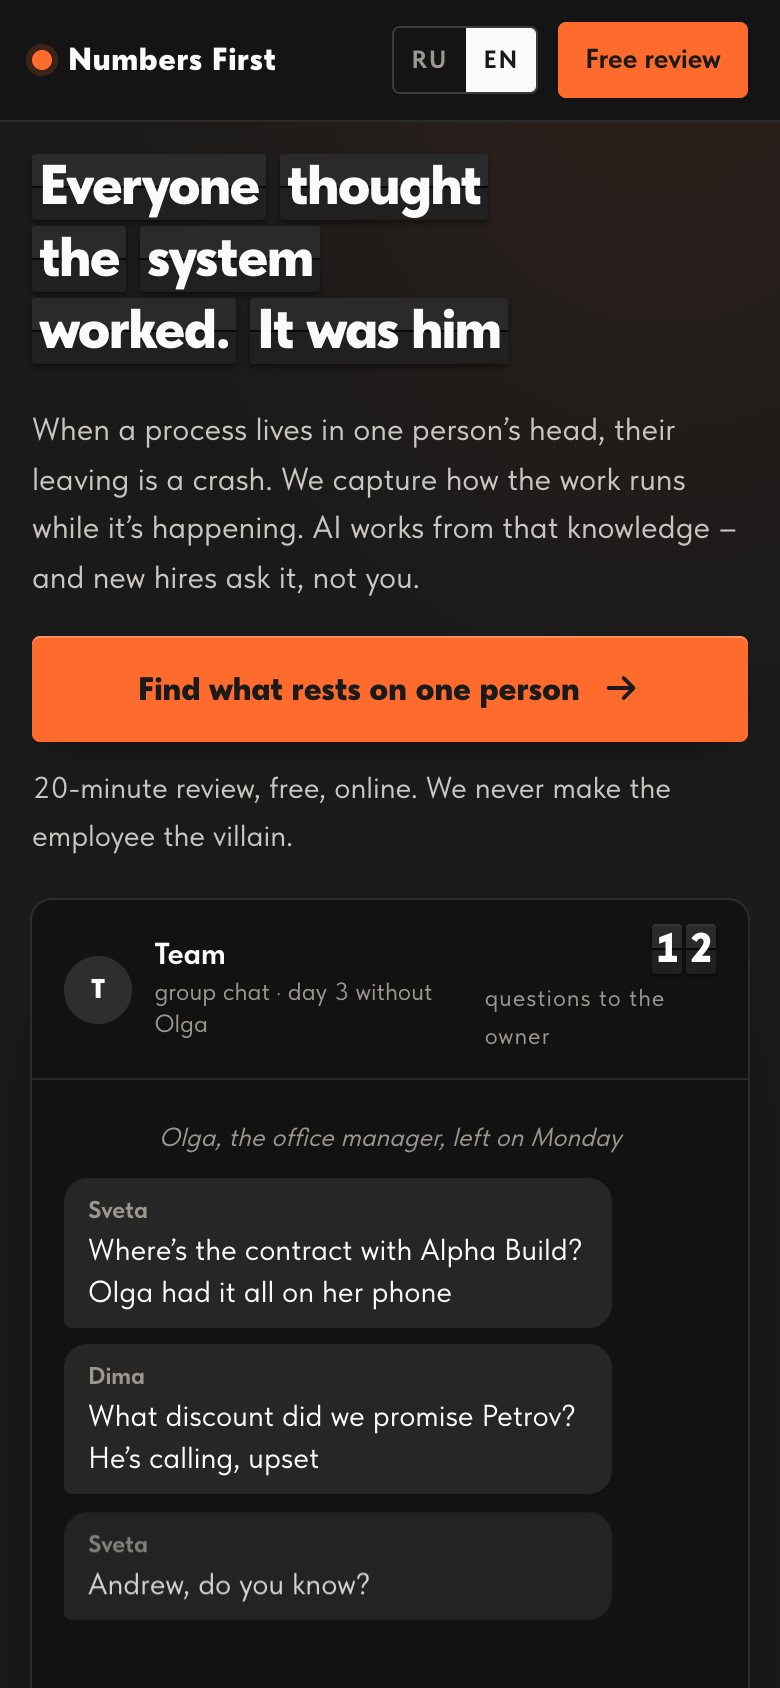 Numbers First
RU
EN
Free review
Everyone thought
the system
worked. It was him
When a process lives in one person’s head, their
leaving is a crash. We capture how the work runs
while it’s happening. AI works from that knowledge –
and new hires ask it, not you.
Find what rests on one person →
20-minute review, free, online. We never make the
employee the villain.
T
Team
group chat · day 3 without
Olga
12
questions to the
owner
Olga, the office manager, left on Monday
Sveta
Where’s the contract with Alpha Build?
Olga had it all on her phone
Dima
What discount did we promise Petrov?
He’s calling, upset
Sveta
Andrew, do you know?